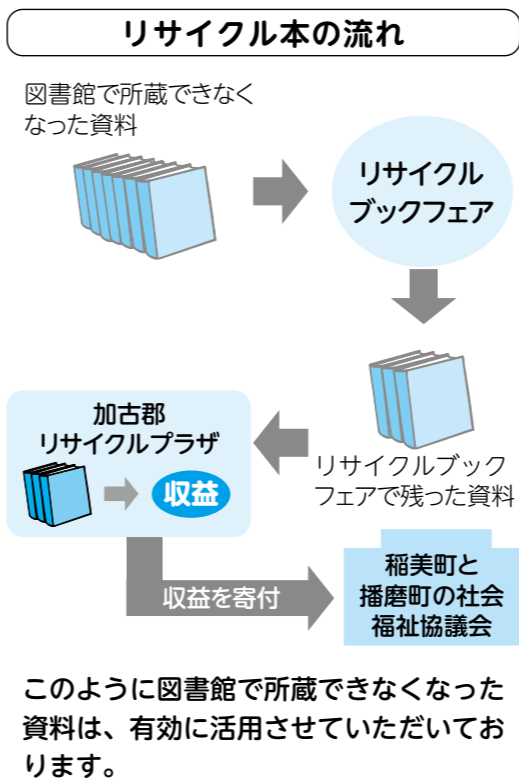 リサイクル本の流れ
図書館で所蔵できなく
なった資料
リサイクル
ブックフェア
リサイクルブック
フェアで残った資料
加古郡
リサイクルプラザ
収益
収益を寄付
稲美町と
播磨町の社会
福祉協議会
このように図書館で所蔵できなくなった
資料は、有効に活用させていただいてお
ります。